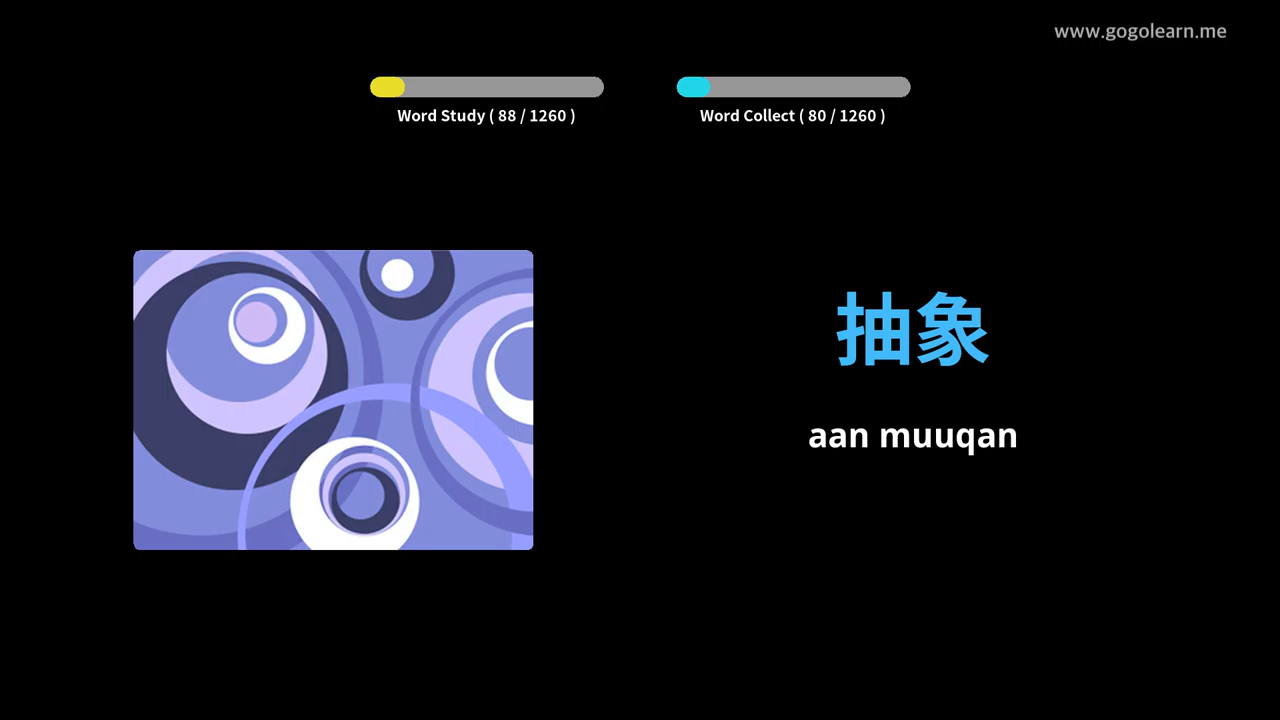 www.gogolearn.me
Word Study ( 88 / 1260 )
Word Collect ( 80 / 1260 )
抽象
aan muuqan